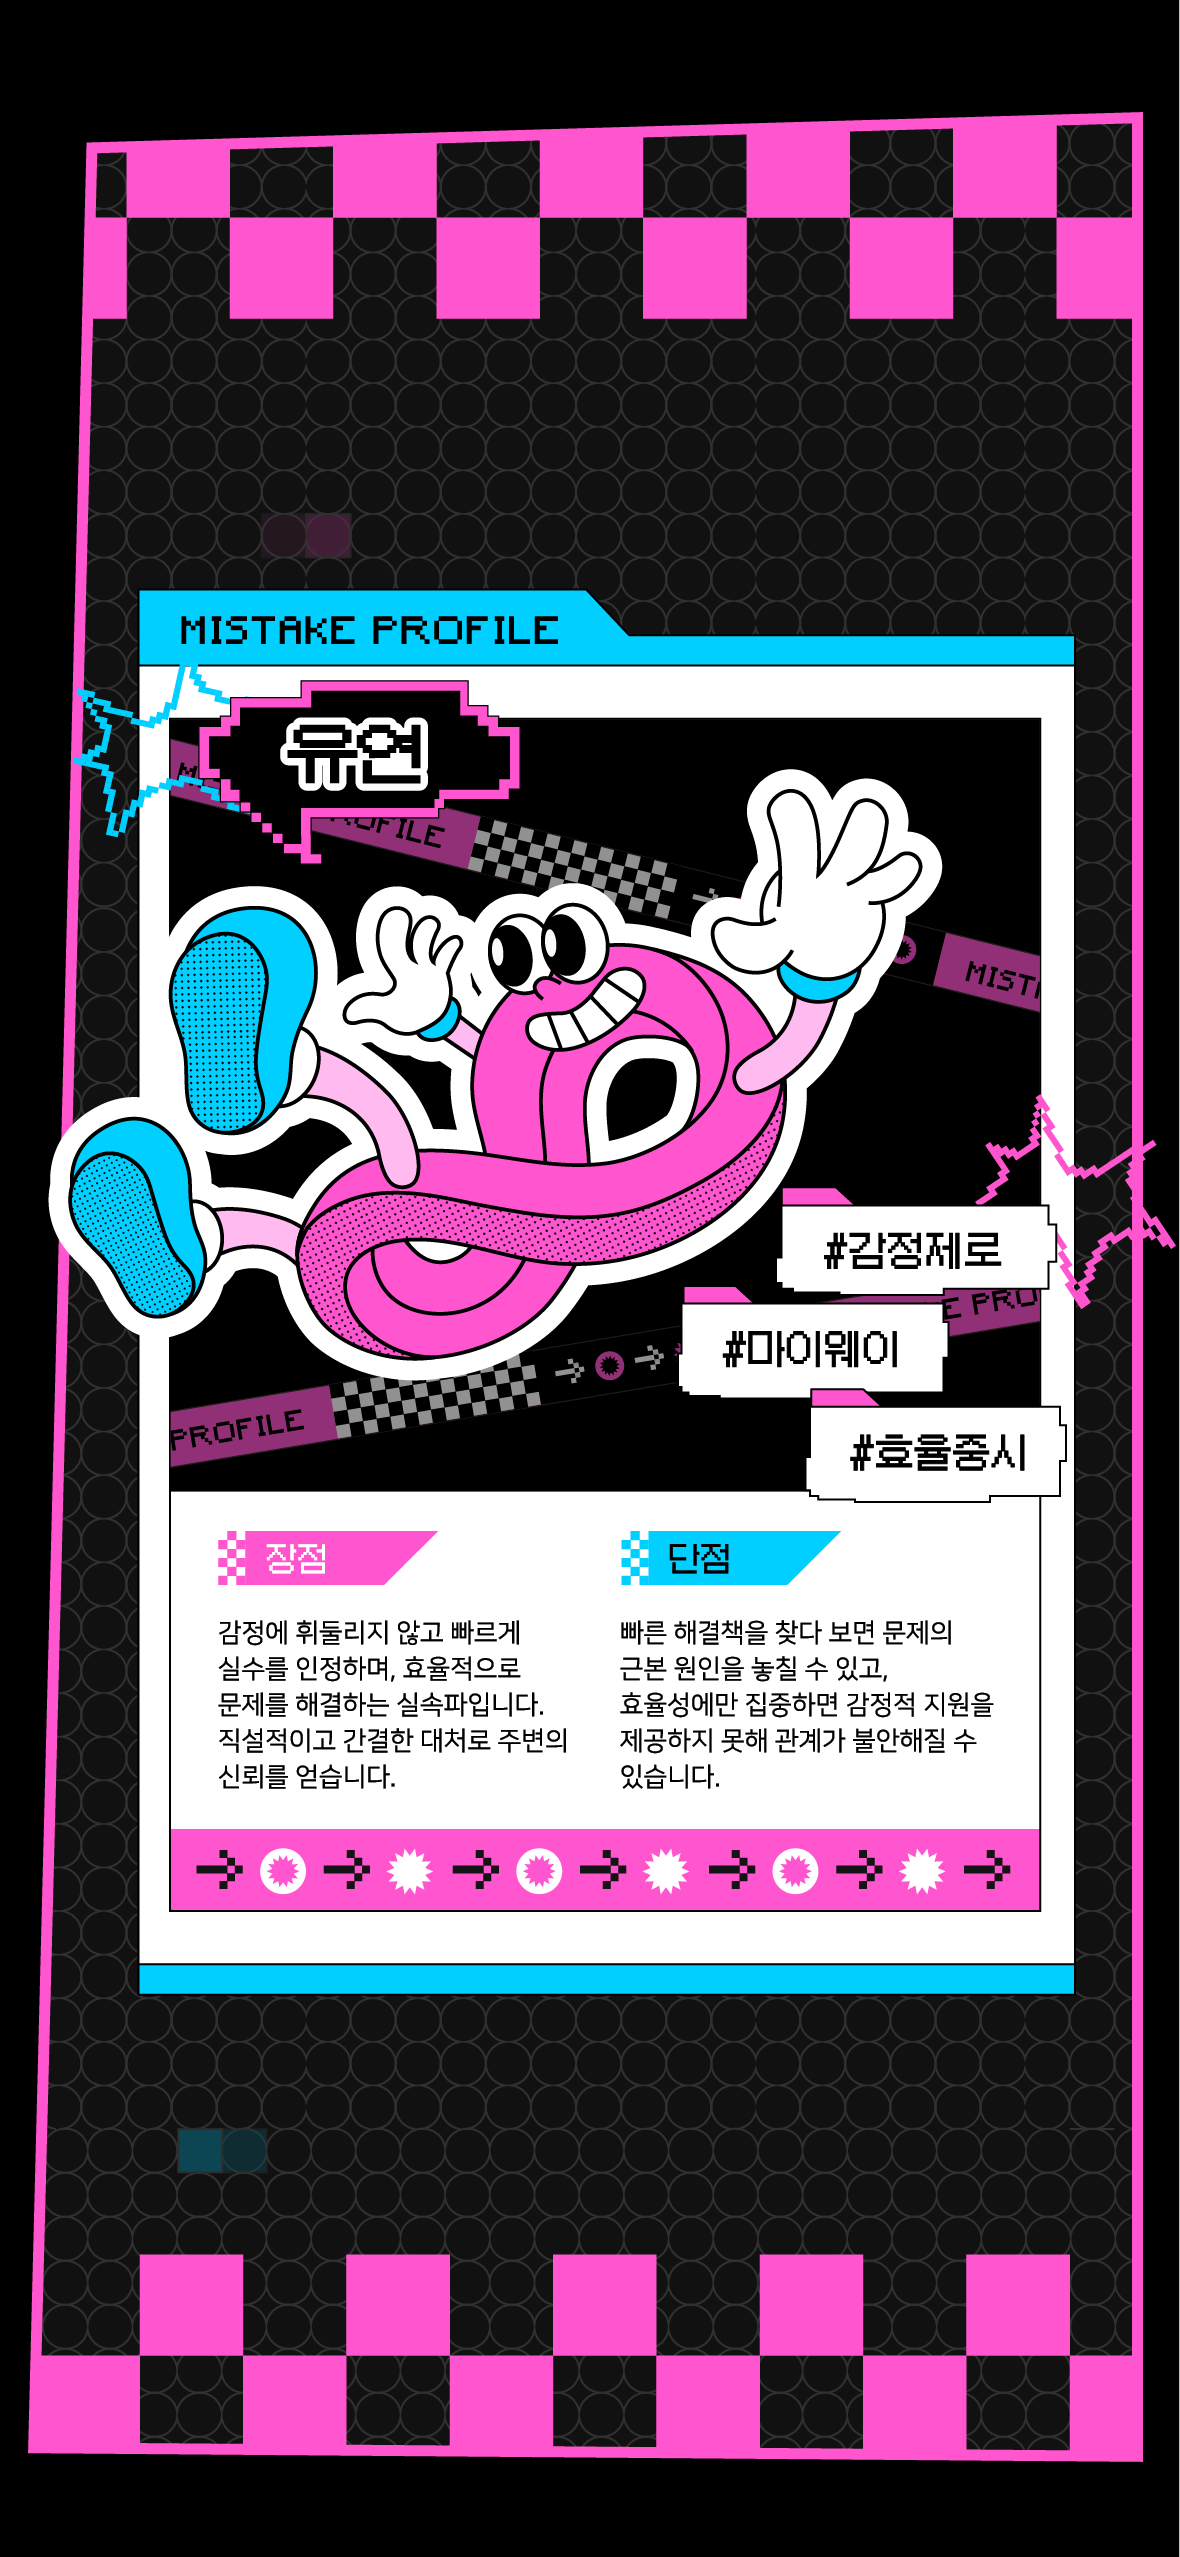 MISTAKE PROFILE
유연
PROFILE
MIST
#감정제로
#마이웨이
E PRO
PROFILE
#효율중시
장점
감정에 휘둘리지 않고 빠르게
실수를 인정하며, 효율적으로
문제를 해결하는 실속파입니다.
직설적이고 간결한 대처로 주변의
신뢰를 얻습니다.
단점
빠른 해결책을 찾다 보면 문제의
근본 원인을 놓칠 수 있고,
효율성에만 집중하면 감정적 지원을
제공하지 못해 관계가 불안해질 수
있습니다.